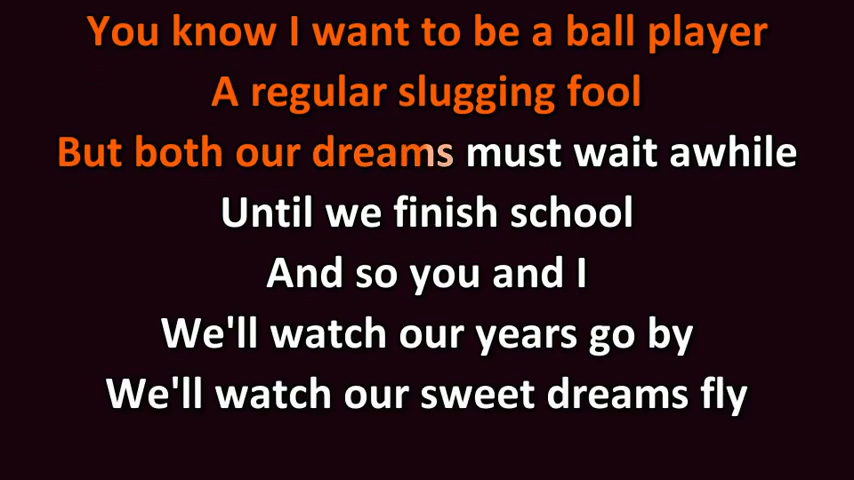 You know I want to be a ball player
A regular slugging fool
But both our dreams must wait awhile
Until we finish school
And so you and I
We'll watch our years go by
We'll watch our sweet dreams fly